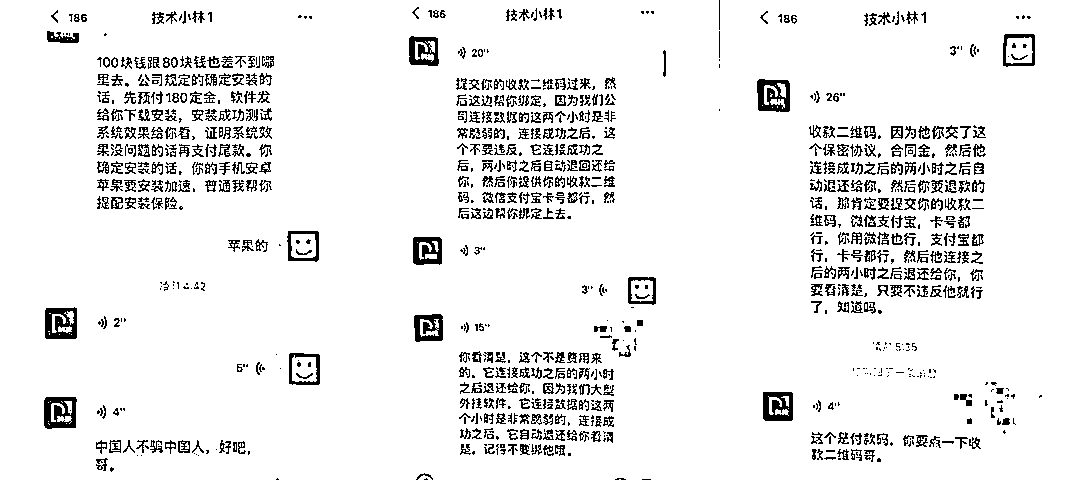 186
技术小林1
100块钱跟80块钱也差不到哪
里去。公司规定的确定安装的
话，先预付180定金，软件发
给你下载安装，安装成功测试
系统效果给你看，证明系统效
果没问题的话再支付尾款。你
确定安装的话，你的手机安卓
苹果要安装加速，普通我帮你
提配安装保险。
苹果的
4:42
2"
6"
4"
中国人不骗中国人，好吧，
哥。
186
技术小林1
20"
提交你的收款二维码过来，然
后这边帮你绑定，因为我们公
司连接数据的这两个小时是非
常脆弱的，连接成功之后，这
个不要违反，它连接成功之
后，两小时之后自动退回还给
你，然后你提供你的收款二维
码，微信支付宝卡号都行，然
后这边帮你绑定上去。
3"
3"
15"
你看清楚，这个不是费用来
的，它连接成功之后的两小时
之后退还给你，因为我们大型
外挂软件，它连接数据的这两
个小时是非常脆弱的，连接成
功之后，它自动退还给你看清
楚，记得不要绑他哦。
186
技术小林1
3"
26"
收款二维码，因为他你交了这
个保密协议，合同金，然后他
连接成功之后的两小时之后自
动退还给你，然后你要退款的
话，那肯定要提交你的收款二
维码，微信支付宝，卡号都
行，你用微信也行，支付宝都
行，卡号都行，然后他连接之
后的两小时之后退还给你，你
要看清楚，只要不违反他就行
了，知道吗。
5:35
4"
这个是付款码，你要点一下收
款二维码哥。